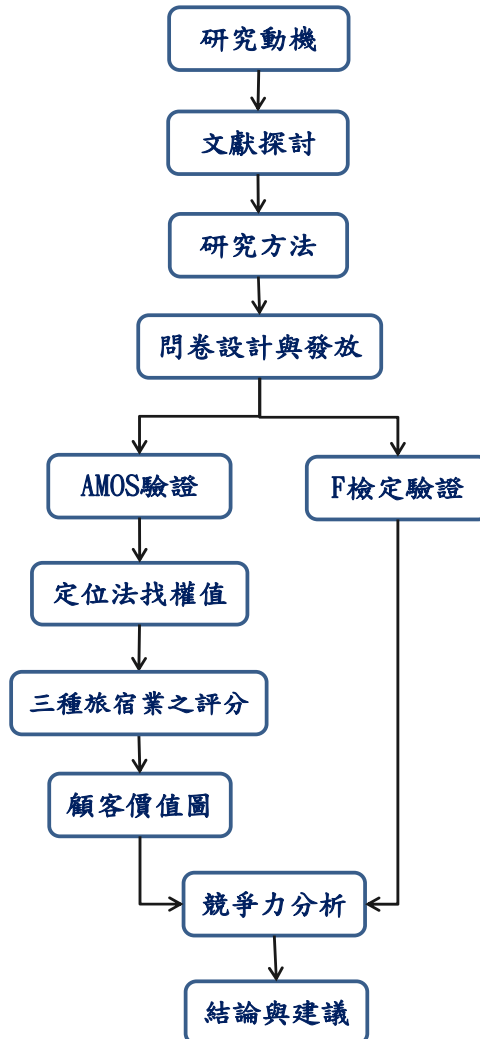 研究動機
文獻探討
研究方法
問卷設計與發放
AMOS驗證
F檢定驗證
定位法找權值
三種旅宿業之評分
顧客價值圖
競爭力分析
結論與建議